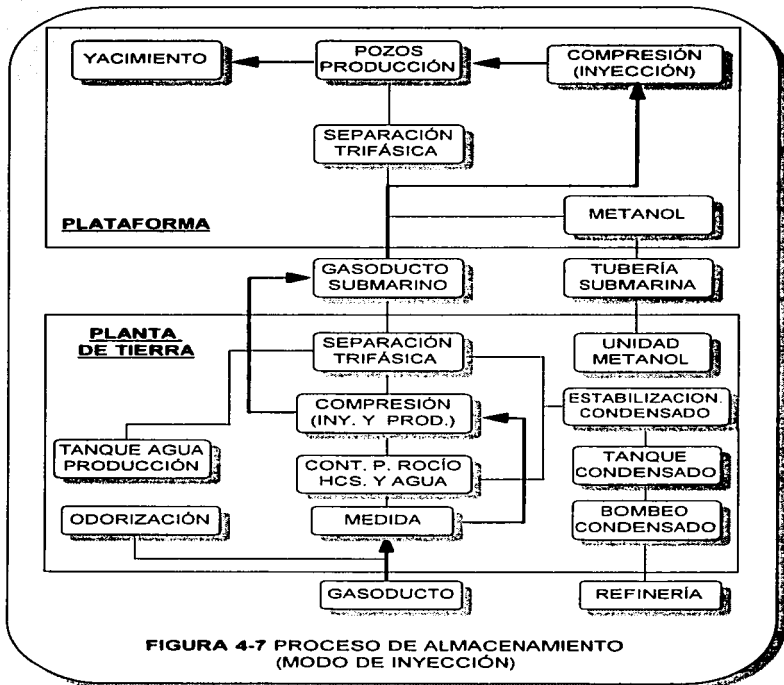 YACIMIENTO
POZOS
PRODUCCIÓN
COMPRESIÓN
(INYECCIÓN)
SEPARACIÓN
TRIFÁSICA
PLATAFORMA
METANOL
GASODUCTO
SUBMARINO
TUBERÍA
SUBMARINA
PLANTA
DE TIERRA
SEPARACIÓN
TRIFÁSICA
UNIDAD
METANOL
COMPRESIÓN
(INY. Y PROD.)
ESTABILIZACION.
CONDENSADO
TANQUE AGUA
PRODUCCIÓN
CONT. P. ROCÍO
HCS. Y AGUA
TANQUE
CONDENSADO
ODORIZACIÓN
MEDIDA
BOMBEO
CONDENSADO
GASODUCTO
REFINERÍA
FIGURA 4-7 PROCESO DE ALMACENAMIENTO
(MODO DE INYECCIÓN)